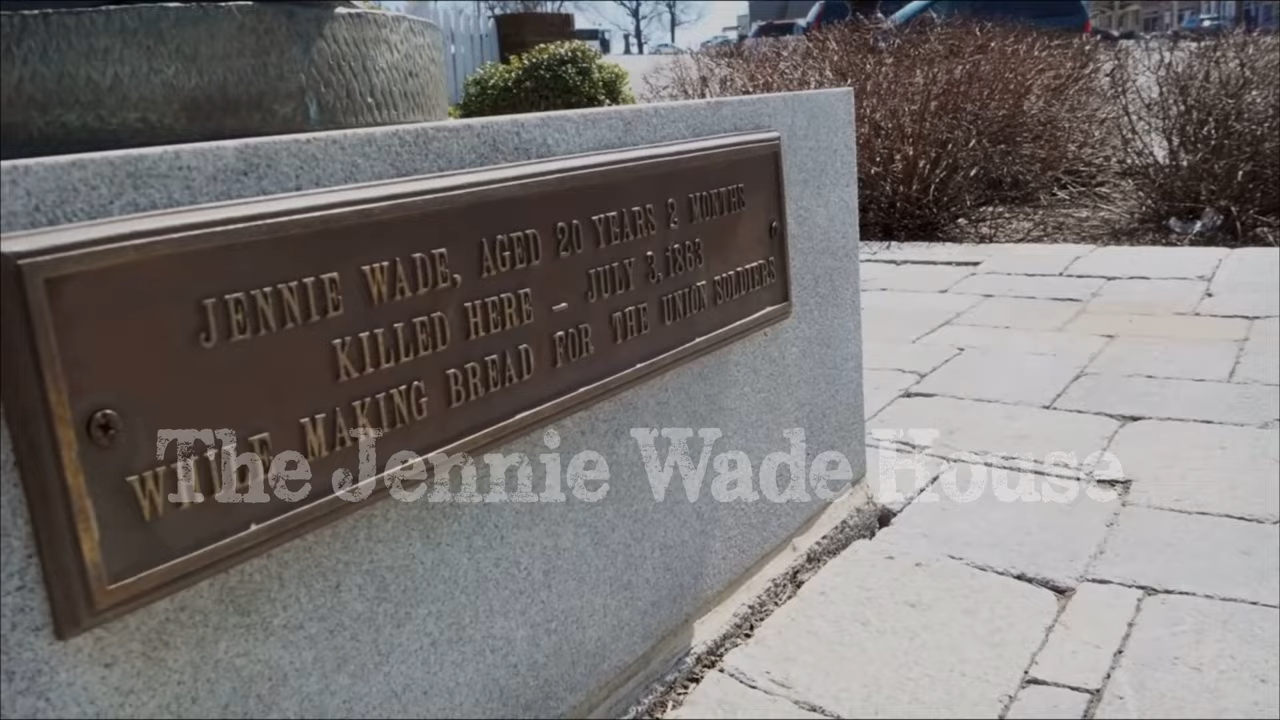 JENNIE WADE, AGED 20 YEARS 2 MONTHS
KILLED HERE – JULY 3, 1863
WHILE MAKING BREAD FOR THE UNION SOLDIERS
The Jennie Wade House